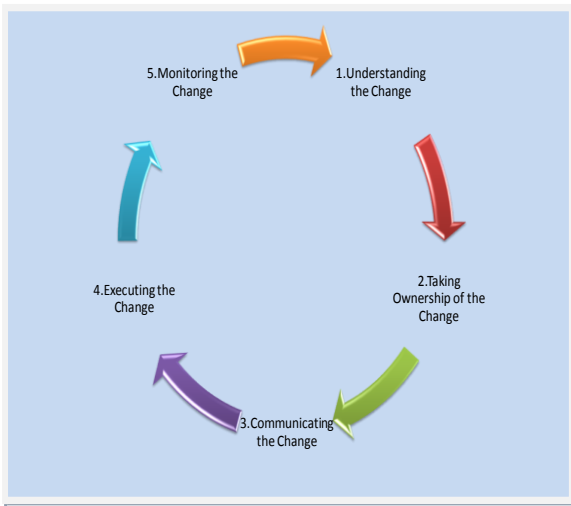 1.Understanding
the Change
2.Taking
Ownership of the
Change
3.Communicating
the Change
4.Executing the
Change
5.Monitoring the
Change